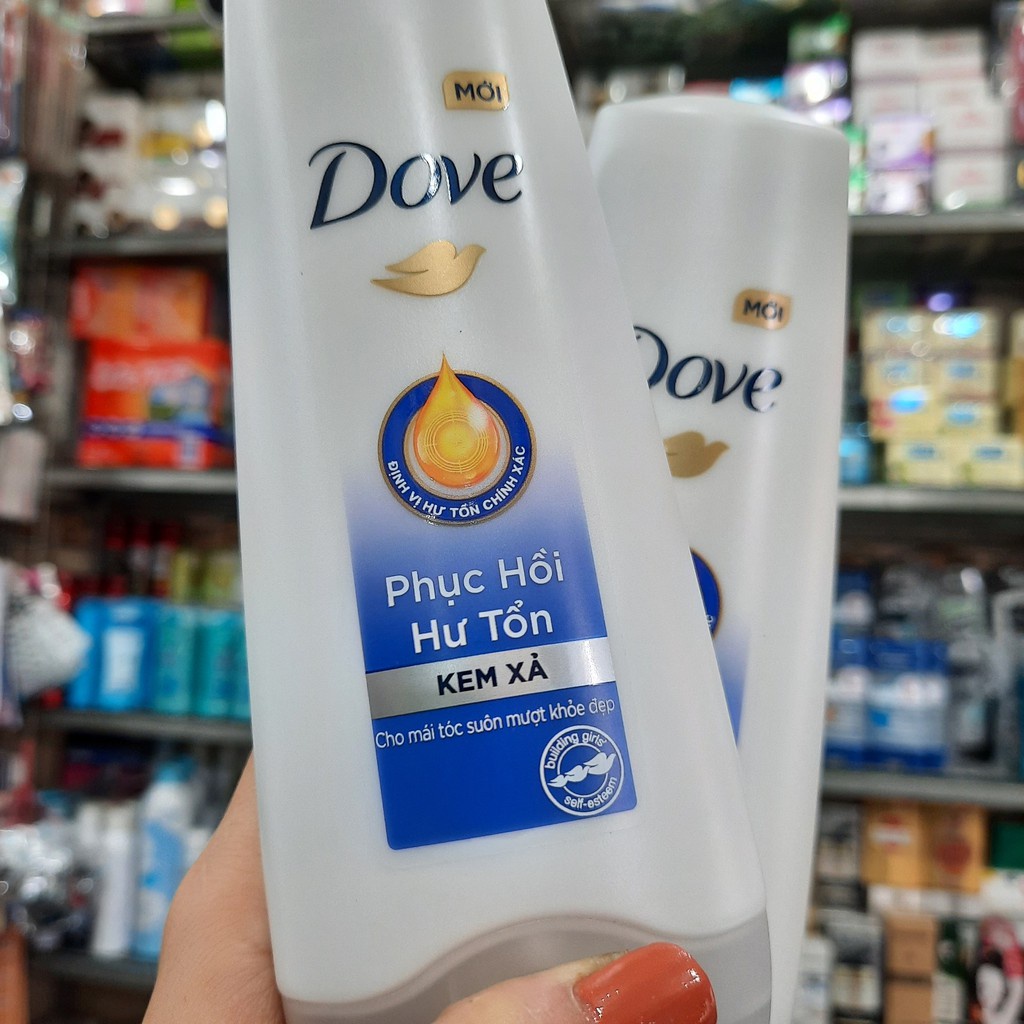 MỚI
Dove
ĐỊNH VỊ HƯ TỔN CHÍNH XÁC
Phục Hồi
Hư Tổn
KEM XẢ
Cho mái tóc suôn mượt khỏe đẹp
building girls'
self-esteem
MỚI
Dove